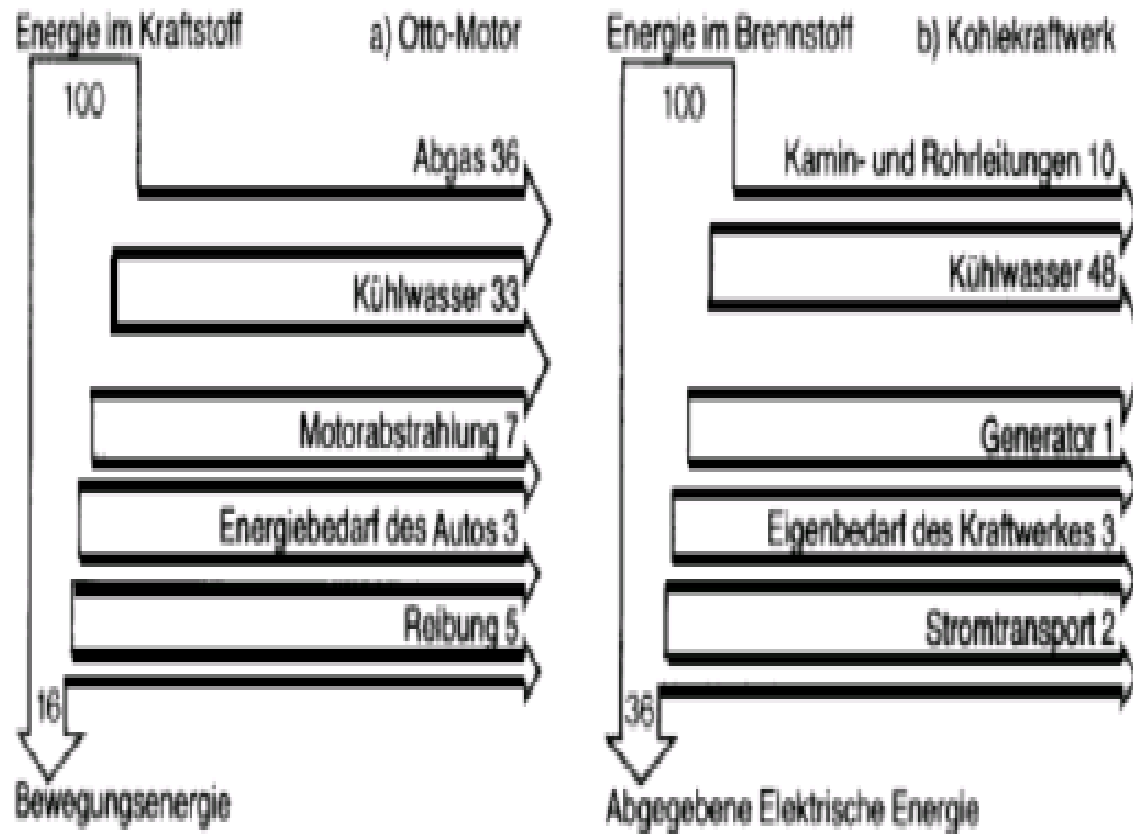 Energie im Kraftstoff
a) Otto-Motor
100
Abgas 36
Kühlwasser 33
Motorabstrahlung 7
Energiebedarf des Autos 3
Reibung 5
16
Bewegungsenergie
Energie im Brennstoff
b) Kohlekraftwerk
100
Kamin- und Rohrleitungen 10
Kühlwasser 48
Generator 1
Eigenbedarf des Kraftwerkes 3
Stromtransport 2
36
Abgegebene Elektrische Energie